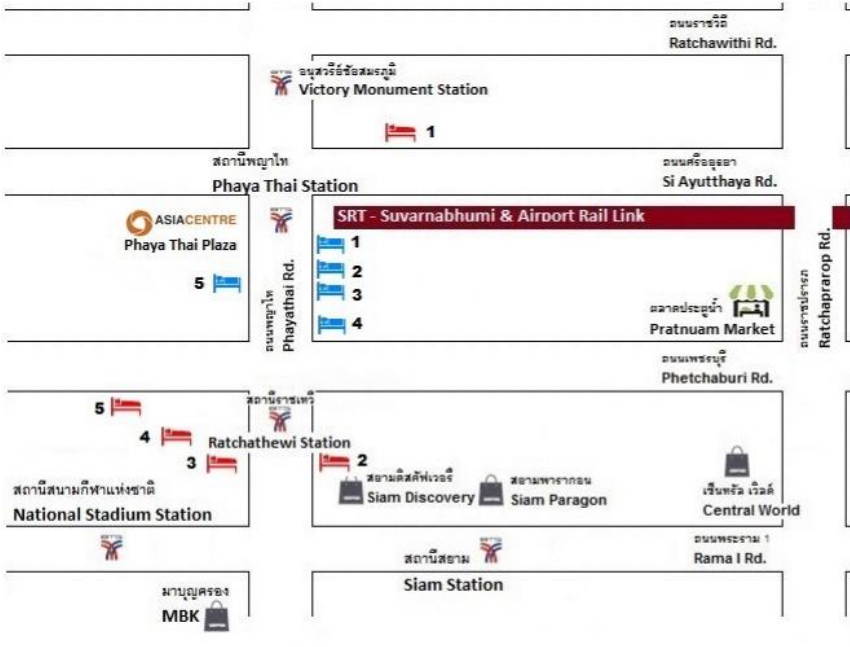 ถนนราชวิถี
Ratchawithi Rd.
อนุสวรีย์ชัยสมรภูมิ
Victory Monument Station
1
สถานีพญาไท
Phaya Thai Station
ถนนศรีอยุธยา
Si Ayutthaya Rd.
SRT - Suvarnabhumi & Airport Rail Link
ASIACENTRE
Phaya Thai Plaza
1
2
3
4
5
ถนนพญาไท
Phayathai Rd.
ตลาดประตูน้ำ
Pratnuam Market
ถนนราชปรารภ
Ratchaprarop Rd.
ถนนเพชรบุรี
Phetchaburi Rd.
5
4
3
สถานีราชเทวี
Ratchathewi Station
2
สถานีสนามกีฬาแห่งชาติ
National Stadium Station
สยามดิสคัฟเวอรี่
Siam Discovery
สยามพารากอน
Siam Paragon
เซ็นทรัล เวิลด์
Central World
ถนนพระราม 1
Rama I Rd.
สถานีสยาม
Siam Station
มาบุญครอง
MBK